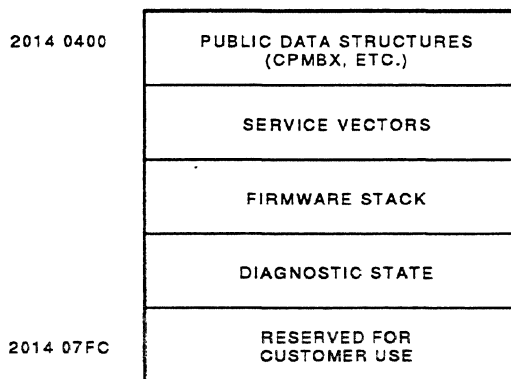 2014 0400
PUBLIC DATA STRUCTURES
(CPMBX, ETC.)
SERVICE VECTORS
FIRMWARE STACK
DIAGNOSTIC STATE
2014 07FC
RESERVED FOR
CUSTOMER USE